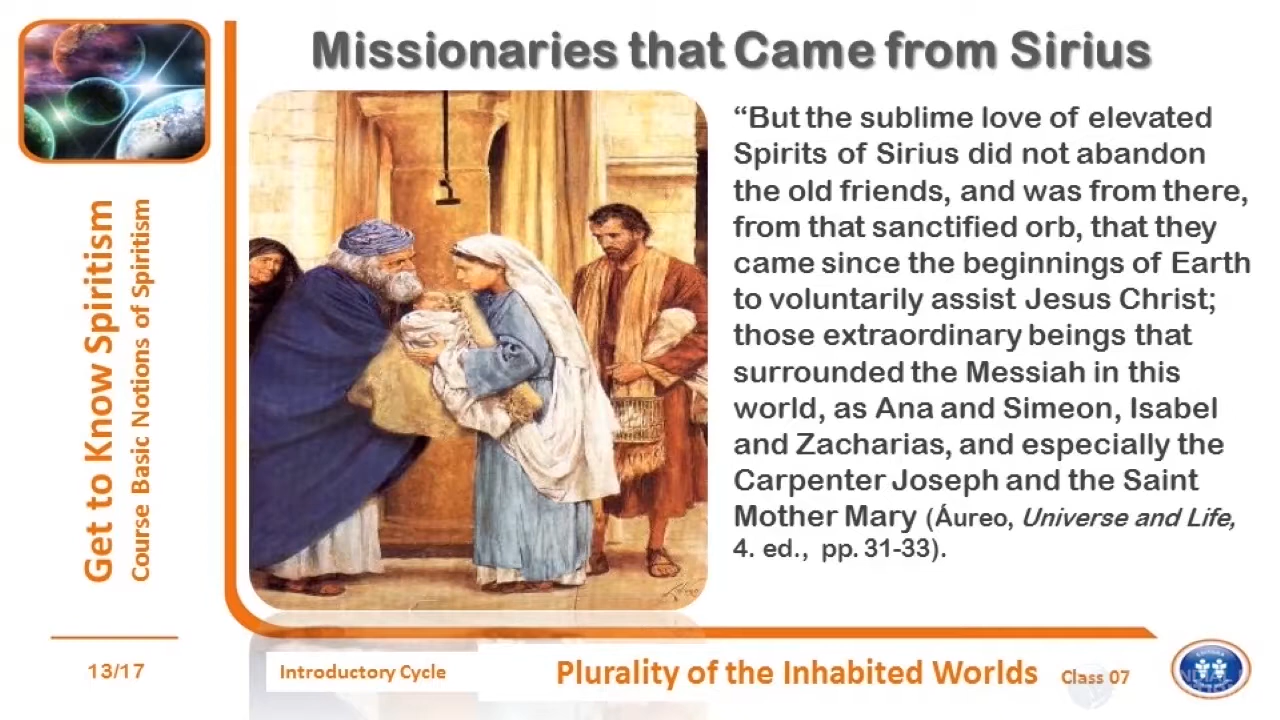 Missionaries that Came from Sirius
“But the sublime love of elevated
Spirits of Sirius did not abandon
the old friends, and was from there,
from that sanctified orb, that they
came since the beginnings of Earth
to voluntarily assist Jesus Christ;
those extraordinary beings that
surrounded the Messiah in this
world, as Ana and Simeon, Isabel
and Zacharias, and especially the
Carpenter Joseph and the Saint
Mother Mary (Áureo, Universe and Life,
4. ed., pp. 31-33).
Get to Know Spiritism
Course Basic Notions of Spiritism
13/17
Introductory Cycle
Plurality of the Inhabited Worlds
Class 07